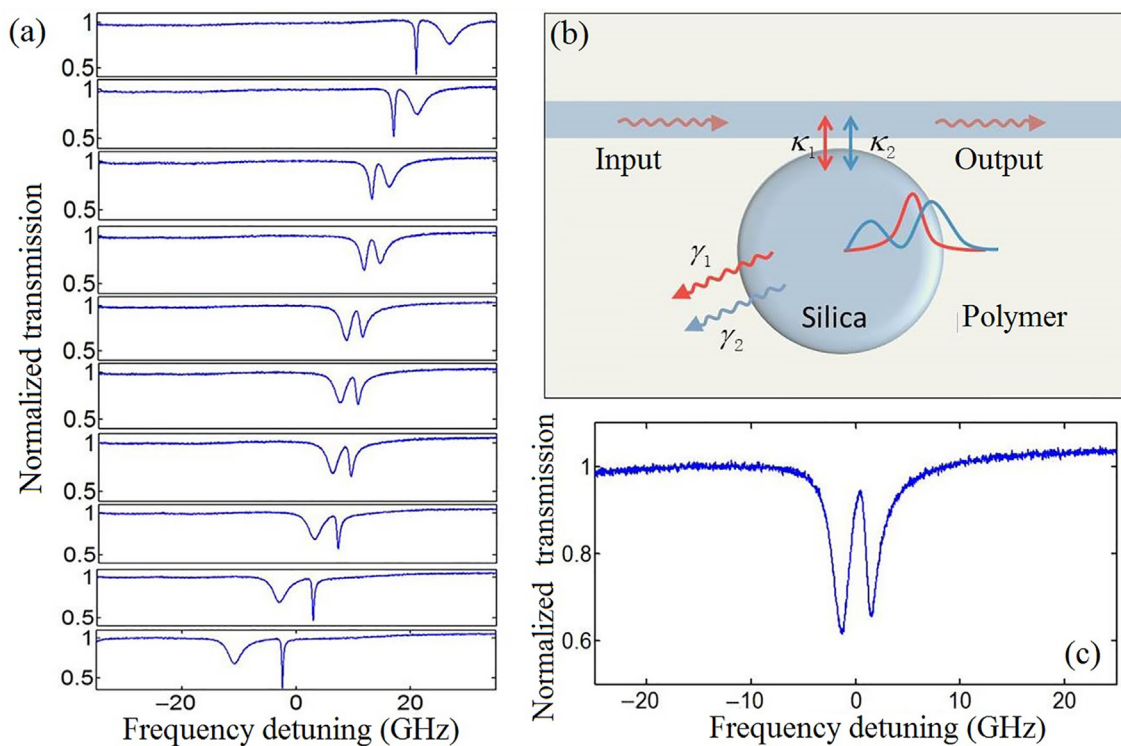 (a)
1
0.5
1
0.5
1
0.5
1
0.5
1
0.5
1
0.5
1
0.5
1
0.5
1
0.5
1
0.5
−20
0
20
Frequency detuning (GHz)
Normalized transmission
(b)
Input
κ1
κ2
Output
γ1
γ2
Silica
Polymer
1
0.8
0.6
−20
−10
0
10
20
Frequency detuning (GHz)
Normalized transmission
(c)